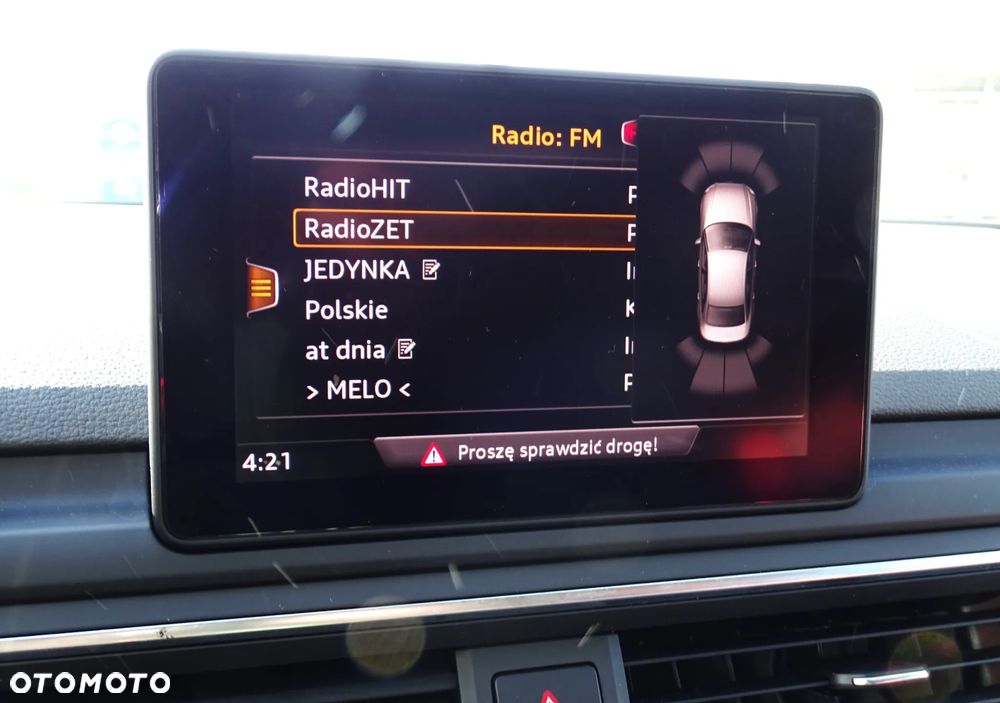 Radio: FM
RadioHIT
RadioZET
JEDYNKA
Polskie
at dnia
> MELO <
4:21
Proszę sprawdzić drogę!
OTOMOTO